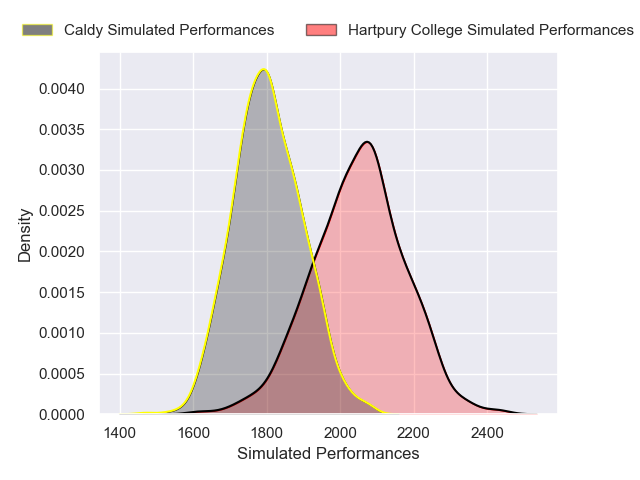 Caldy Simulated Performances
Hartpury College Simulated Performances
0.0040
0.0035
0.0030
0.0025
0.0020
0.0015
0.0010
0.0005
0.0000
Density
1400 1600 1800 2000 2200 2400
Simulated Performances